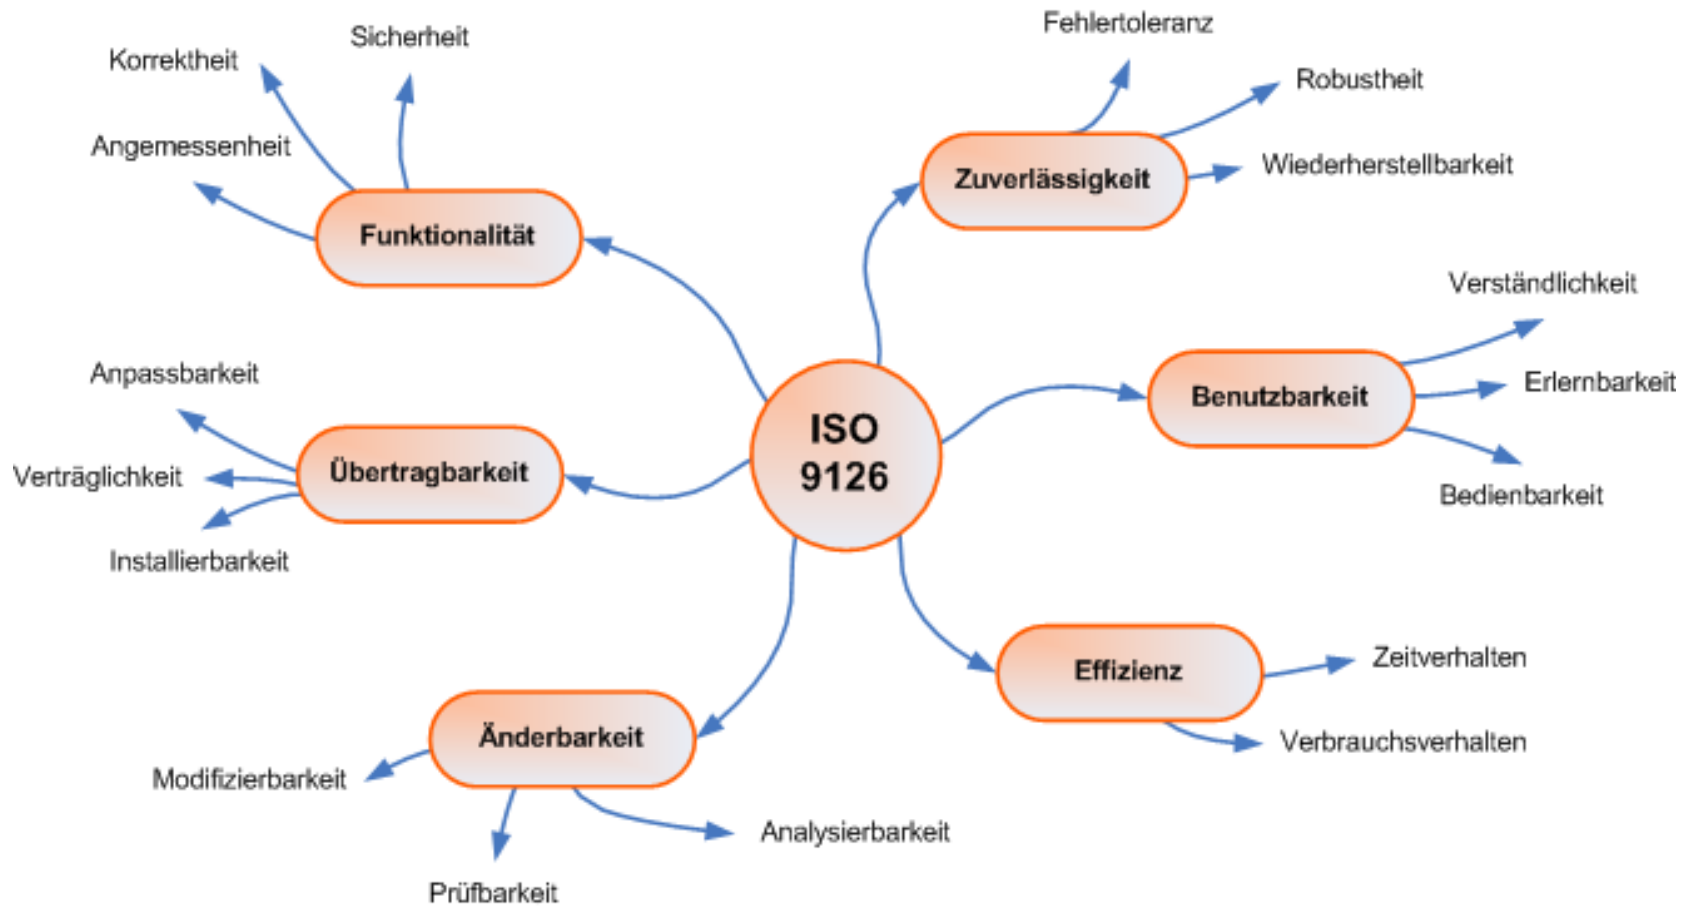 Fehlertoleranz
Sicherheit
Korrektheit
Robustheit
Angemessenheit
Wiederherstellbarkeit
Zuverlässigkeit
Funktionalität
Verständlichkeit
Anpassbarkeit
Erlernbarkeit
Benutzbarkeit
ISO
9126
Übertragbarkeit
Verträglichkeit
Bedienbarkeit
Installierbarkeit
Zeitverhalten
Effizienz
Änderbarkeit
Verbrauchsverhalten
Modifizierbarkeit
Analysierbarkeit
Prüfbarkeit